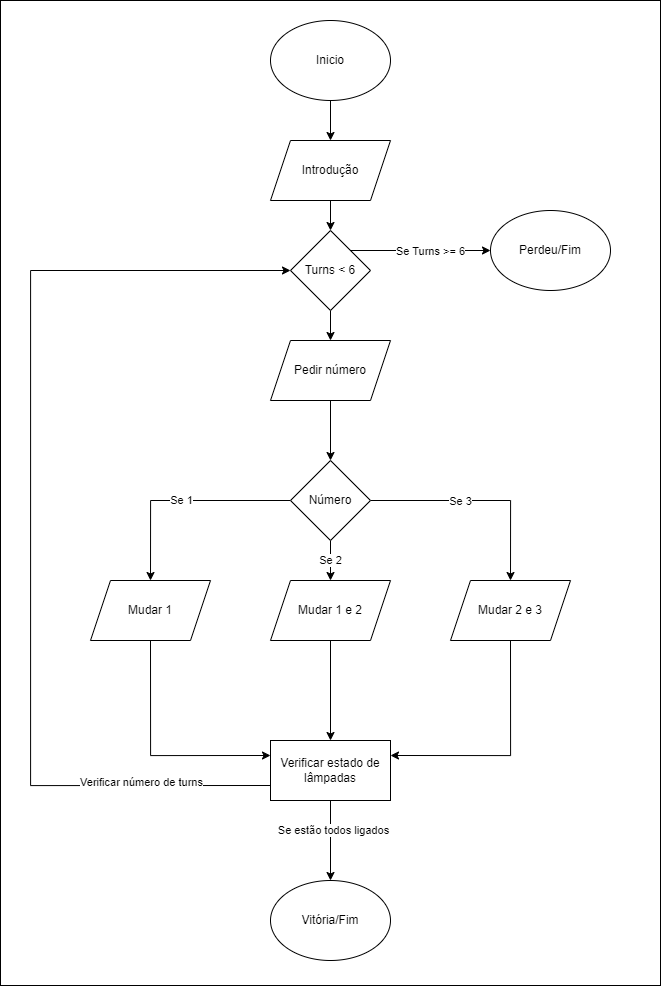 Inicio
Introdução
Turns < 6
Se Turns >= 6
Perdeu/Fim
Pedir número
Número
Se 1
Se 2
Se 3
Mudar 1
Mudar 1 e 2
Mudar 2 e 3
Verificar estado de
lâmpadas
Verificar número de turns
Se estão todos ligados
Vitória/Fim